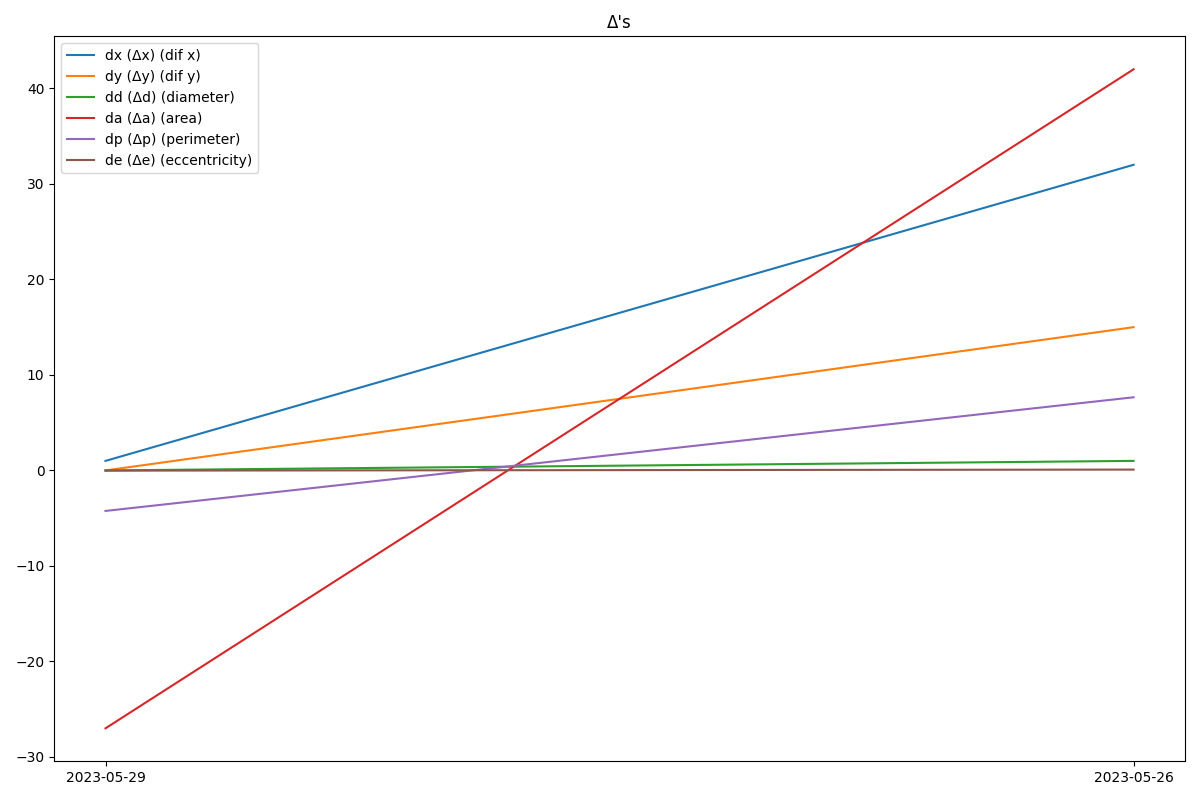 Δ's
dx (Δx) (dif x)
dy (Δy) (dif y)
dd (Δd) (diameter)
da (Δa) (area)
dp (Δp) (perimeter)
de (Δe) (eccentricity)
40
30
20
10
0
−10
−20
−30
2023-05-29 2023-05-26